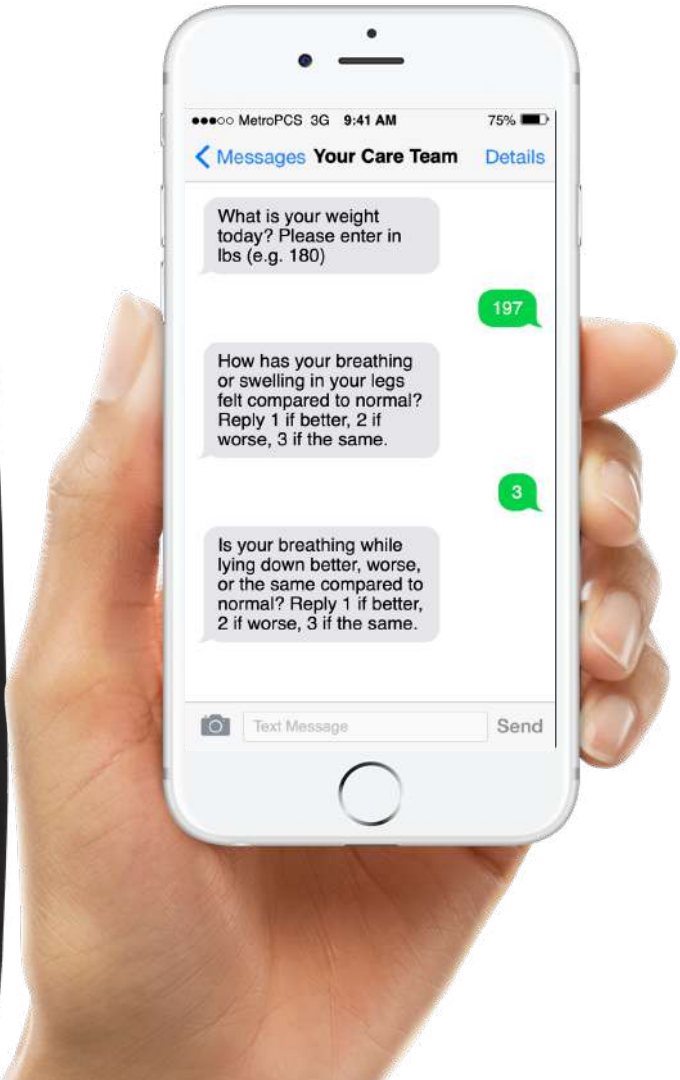 MetroPCS 3G 9:41 AM 75%
Messages Your Care Team Details
What is your weight
today? Please enter in
lbs (e.g. 180)
197
How has your breathing
or swelling in your legs
felt compared to normal?
Reply 1 if better, 2 if
worse, 3 if the same.
3
Is your breathing while
lying down better, worse,
or the same compared to
normal? Reply 1 if better,
2 if worse, 3 if the same.
Text Message Send